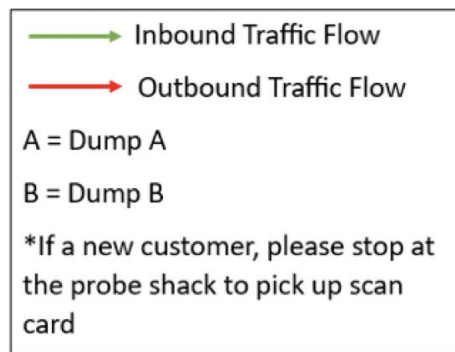 Inbound Traffic Flow
Outbound Traffic Flow
A = Dump A
B = Dump B
*If a new customer, please stop at
the probe shack to pick up scan
card